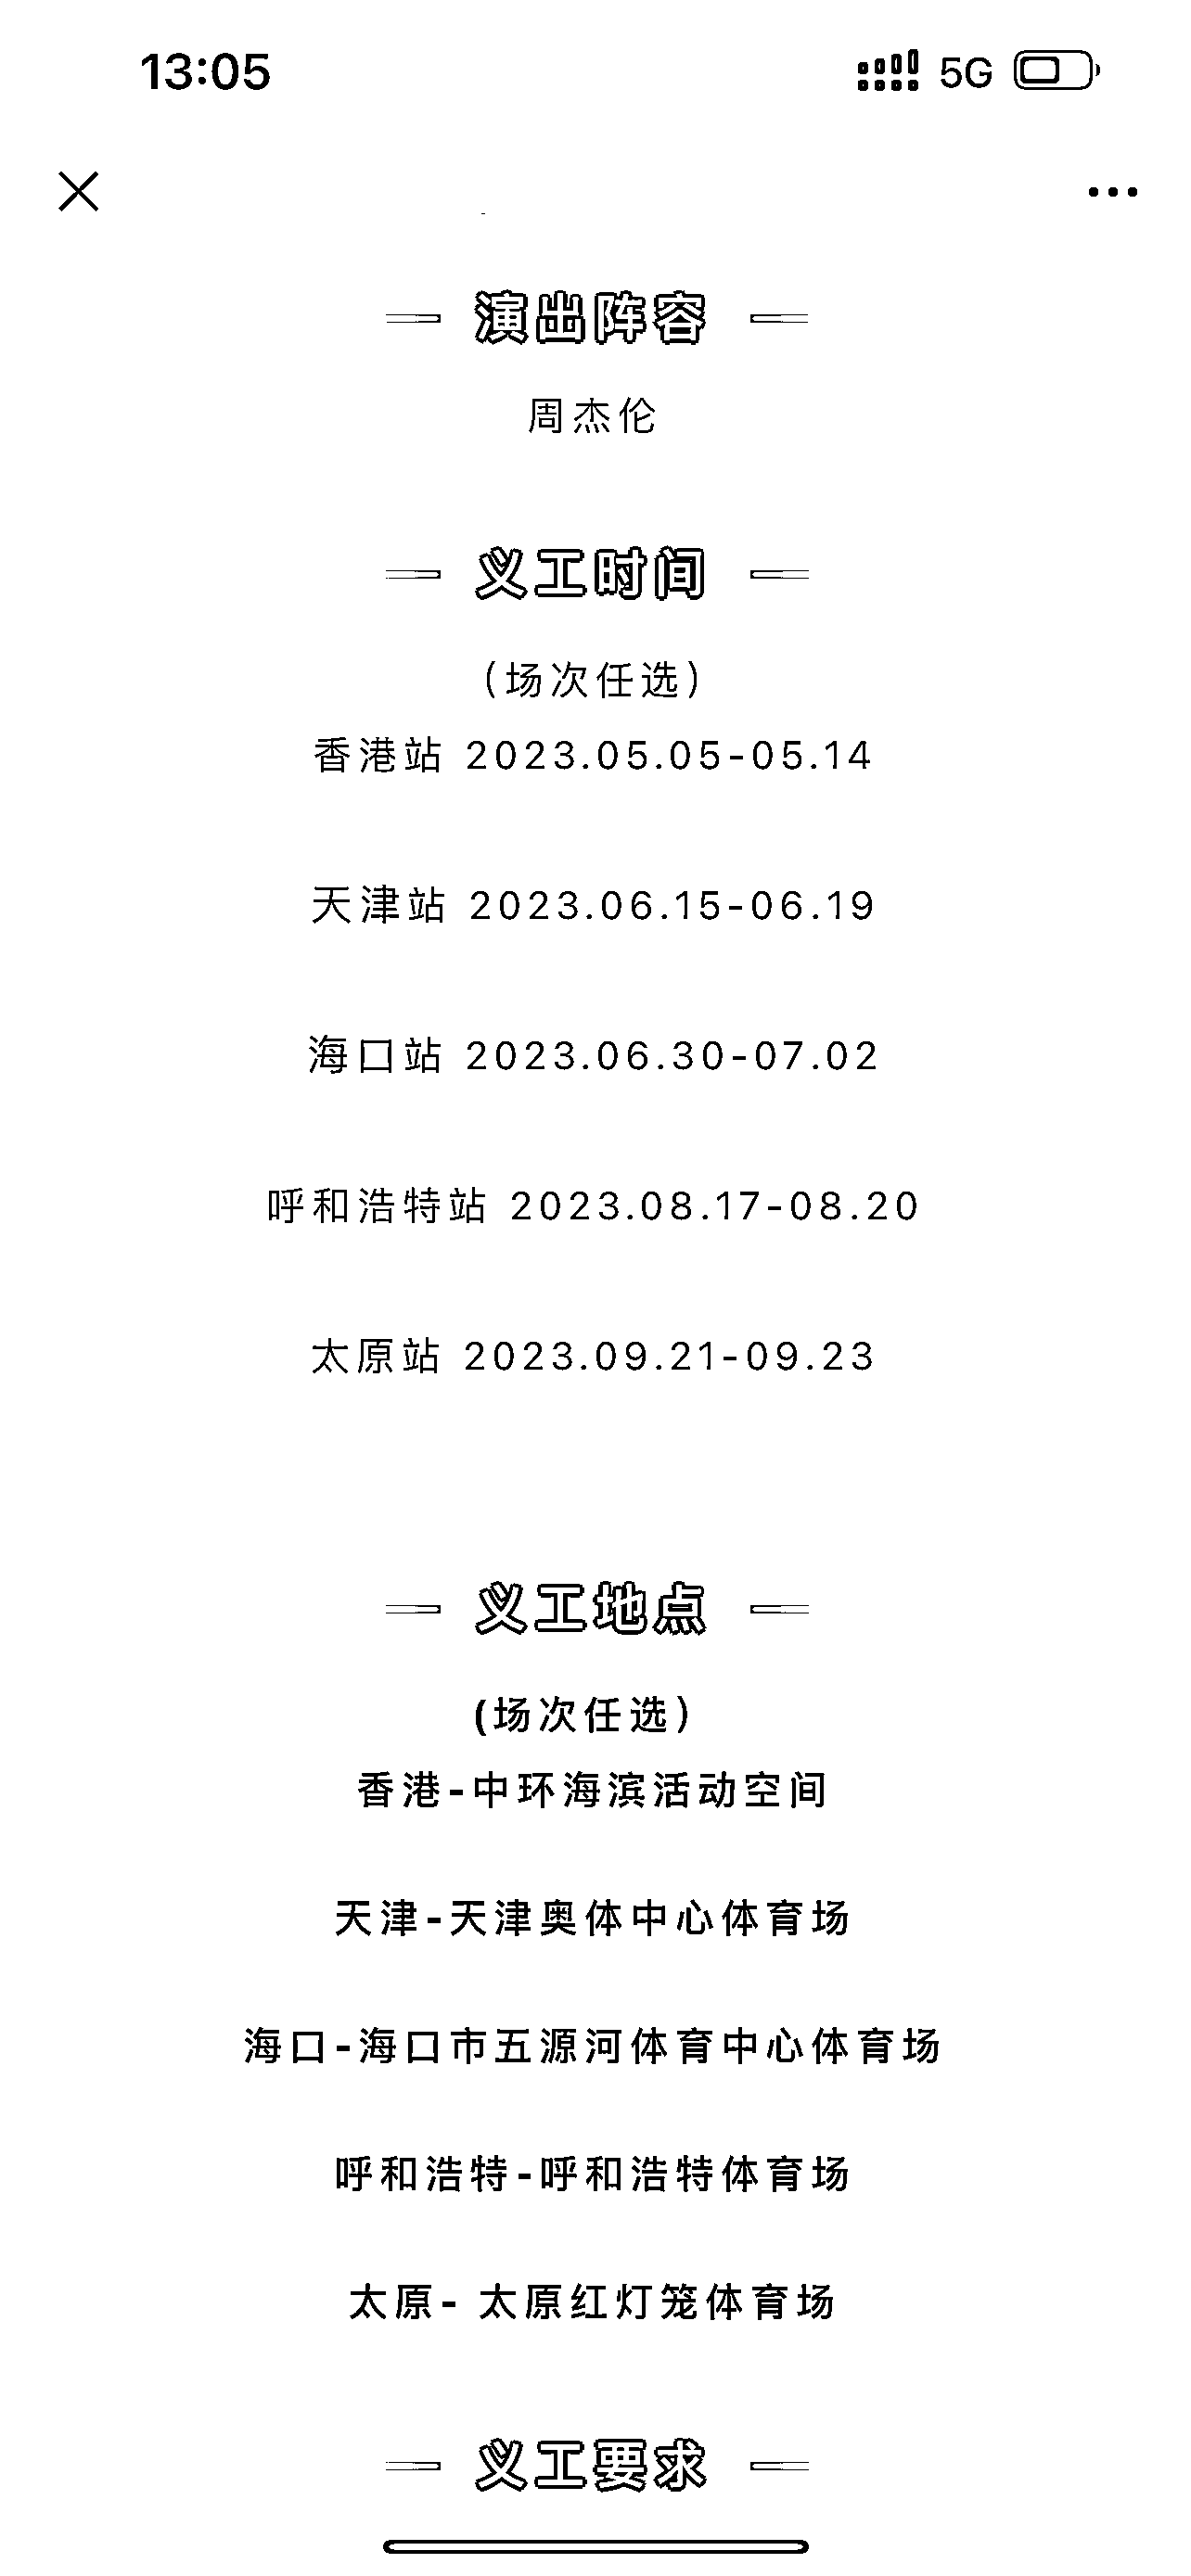 13:05
5G
演出阵容
周杰伦
义工时间
（场次任选）
香港站 2023.05.05-05.14
天津站 2023.06.15-06.19
海口站 2023.06.30-07.02
呼和浩特站 2023.08.17-08.20
太原站 2023.09.21-09.23
义工地点
(场次任选）
香港-中环海滨活动空间
天津-天津奥体中心体育场
海口-海口市五源河体育中心体育场
呼和浩特-呼和浩特体育场
太原- 太原红灯笼体育场
义工要求